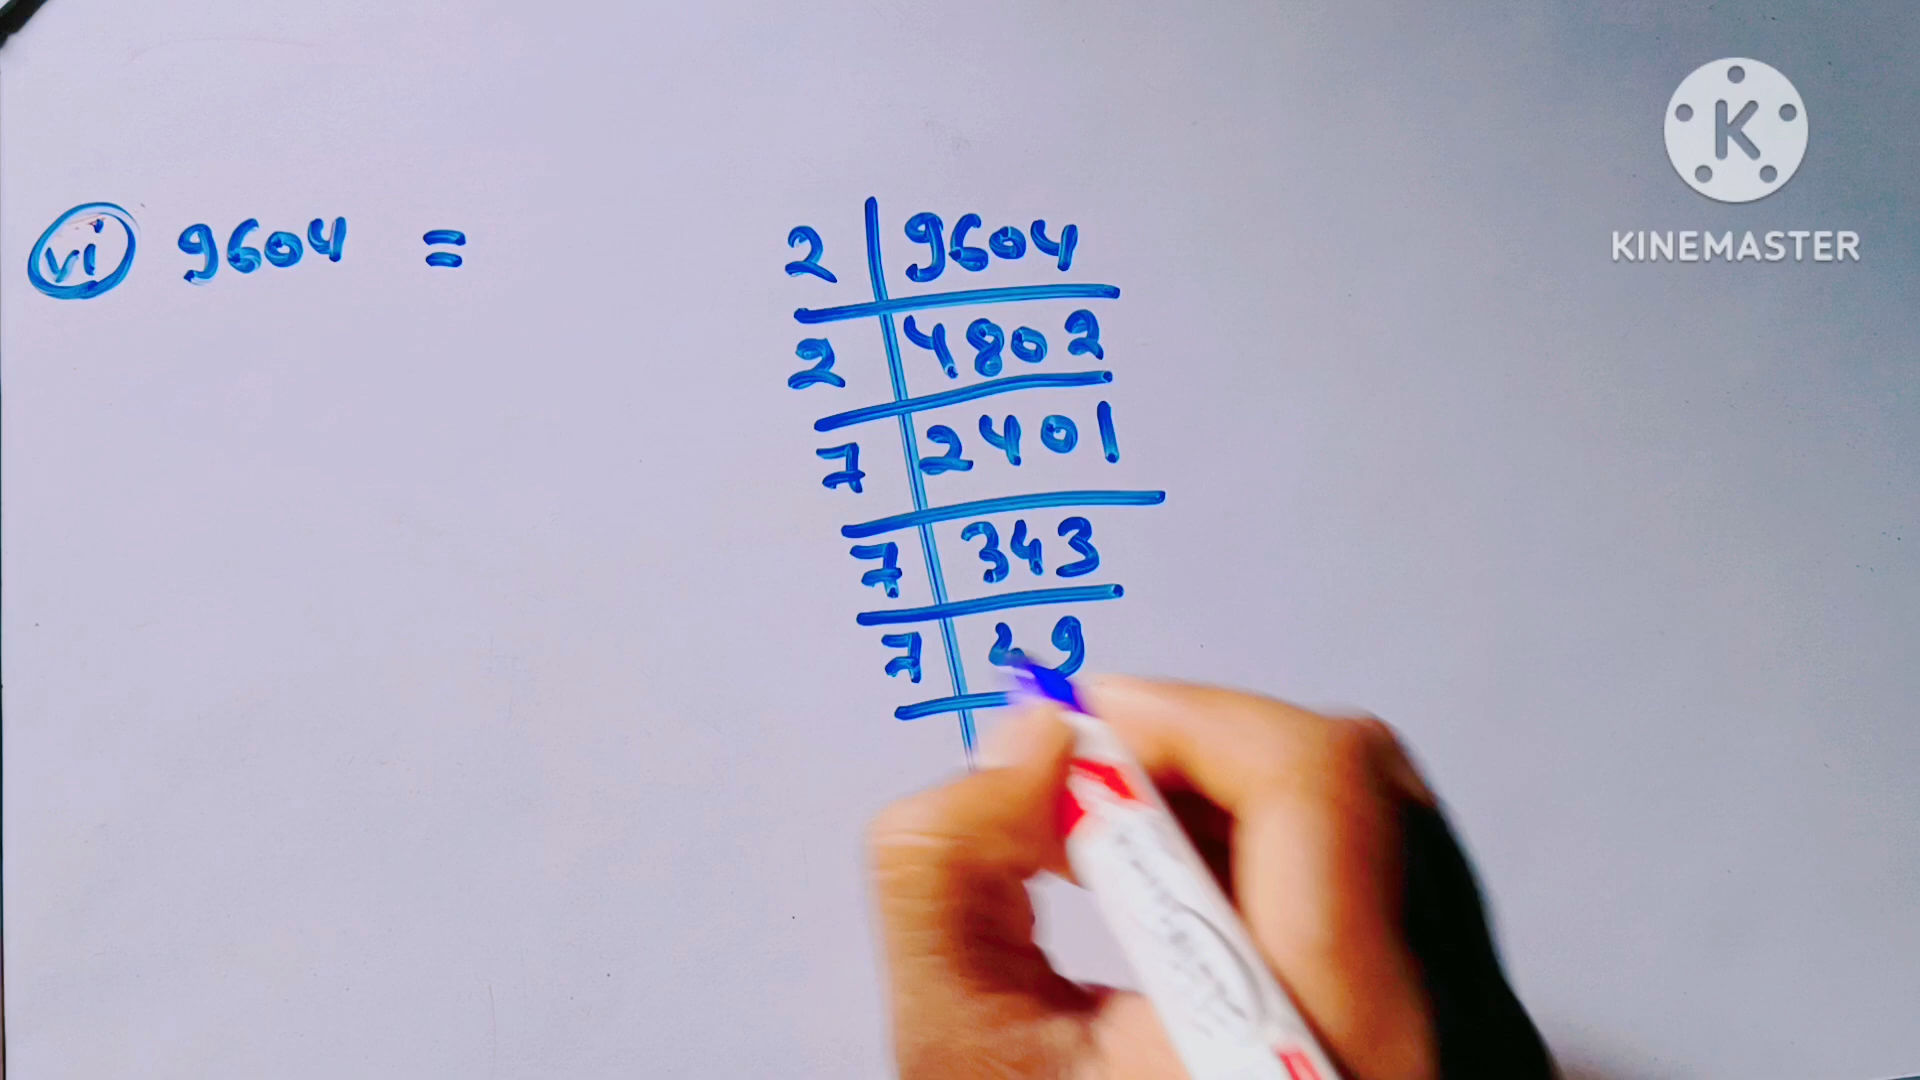 vi 9604 =
2 | 9604
2 | 4802
7 | 2401
7 | 343
7 | 49
K
KINEMASTER